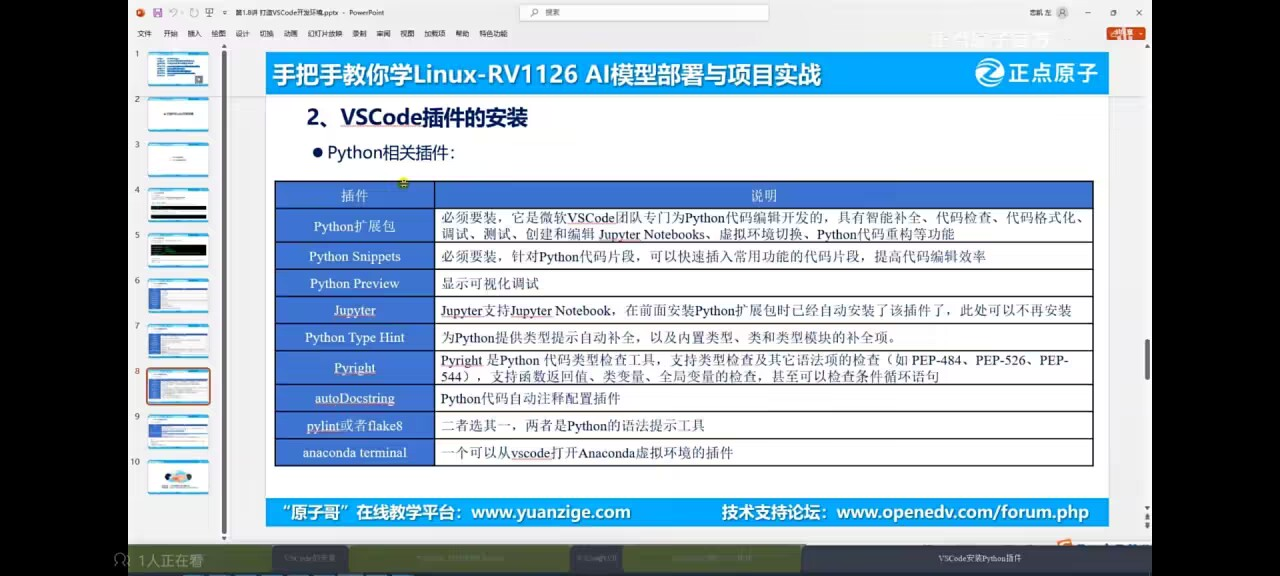 第1.8讲 打造VSCode开发环境.pptx - PowerPoint
搜索
志凯 左
文件 开始 插入 绘图 设计 切换 动画 幻灯片放映 录制 审阅 视图 加载项 帮助 特色功能
手把手教你学Linux-RV1126 AI模型部署与项目实战
正点原子
2、VSCode插件的安装
●Python相关插件：
插件 说明
Python扩展包 必须要装，它是微软VSCode团队专门为Python代码编辑开发的，具有智能补全、代码检查、代码格式化、
调试、测试、创建和编辑 Jupyter Notebooks、虚拟环境切换、Python代码重构等功能
Python Snippets 必须要装，针对Python代码片段，可以快速插入常用功能的代码片段，提高代码编辑效率
Python Preview 显示可视化调试
Jupyter Jupyter支持Jupyter Notebook，在前面安装Python扩展包时已经自动安装了该插件了，此处可以不再安装
Python Type Hint 为Python提供类型提示自动补全，以及内置类型、类和类型模块的补全项。
Pyright Pyright 是Python 代码类型检查工具，支持类型检查及其它语法项的检查（如 PEP-484、PEP-526、PEP-
544），支持函数返回值、类变量、全局变量的检查，甚至可以检查条件循环语句
autoDocstring Python代码自动注释配置插件
pylint或者flake8 二者选其一，两者是Python的语法提示工具
anaconda terminal 一个可以从vscode打开Anaconda虚拟环境的插件
“原子哥”在线教学平台：www.yuanzige.com 技术支持论坛：www.openedv.com/forum.php
1
2
3
4
5
6
7
8
9
10
1人正在看
VSCode的安装
VSCode安装Python插件